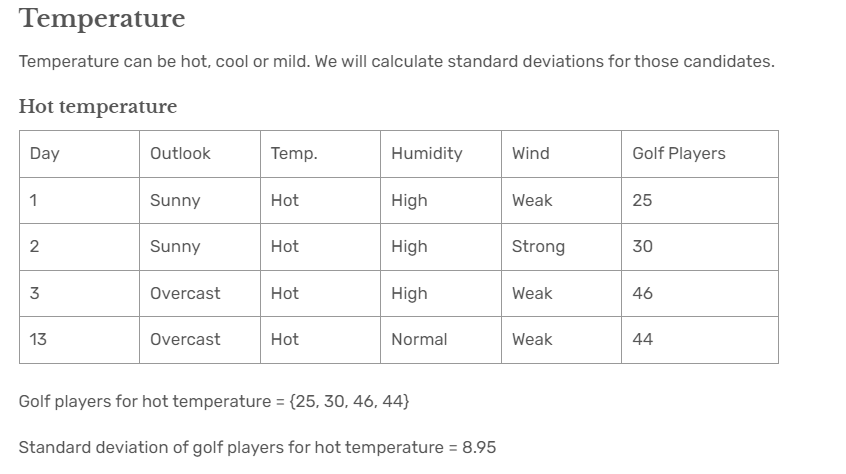 Temperature
Temperature can be hot, cool or mild. We will calculate standard deviations for those candidates.
Hot temperature
Day Outlook Temp. Humidity Wind Golf Players
1 Sunny Hot High Weak 25
2 Sunny Hot High Strong 30
3 Overcast Hot High Weak 46
13 Overcast Hot Normal Weak 44
Golf players for hot temperature = {25, 30, 46, 44}
Standard deviation of golf players for hot temperature = 8.95